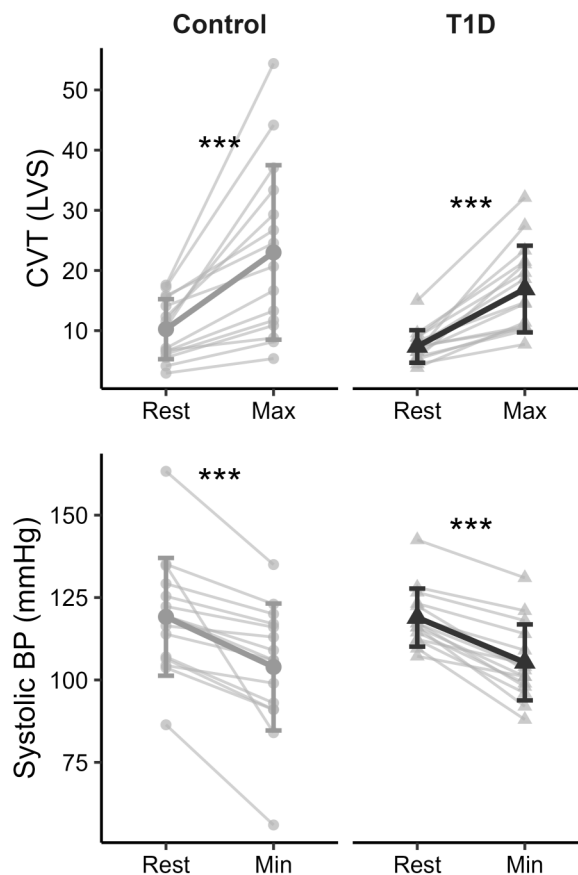 Control
T1D
CVT (LVS)
50
40
30
20
10
***
***
Rest
Max
Rest
Max
Systolic BP (mmHg)
150
125
100
75
***
***
Rest
Min
Rest
Min